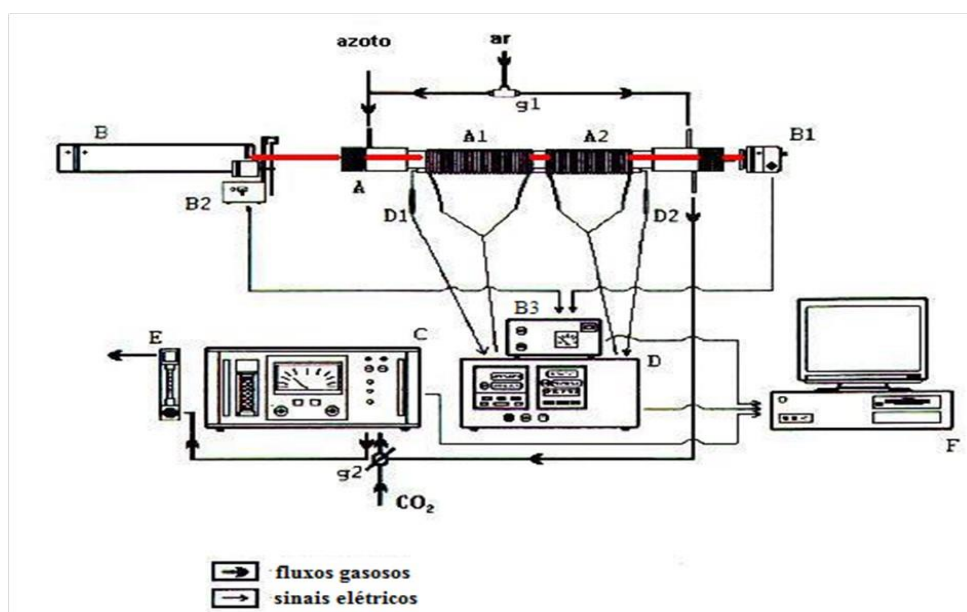 azoto
ar
g1
B
A1
A2
B1
A
B2
D1
D2
B3
E
C
D
F
g2
CO₂
fluxos gasosos
sinais elétricos